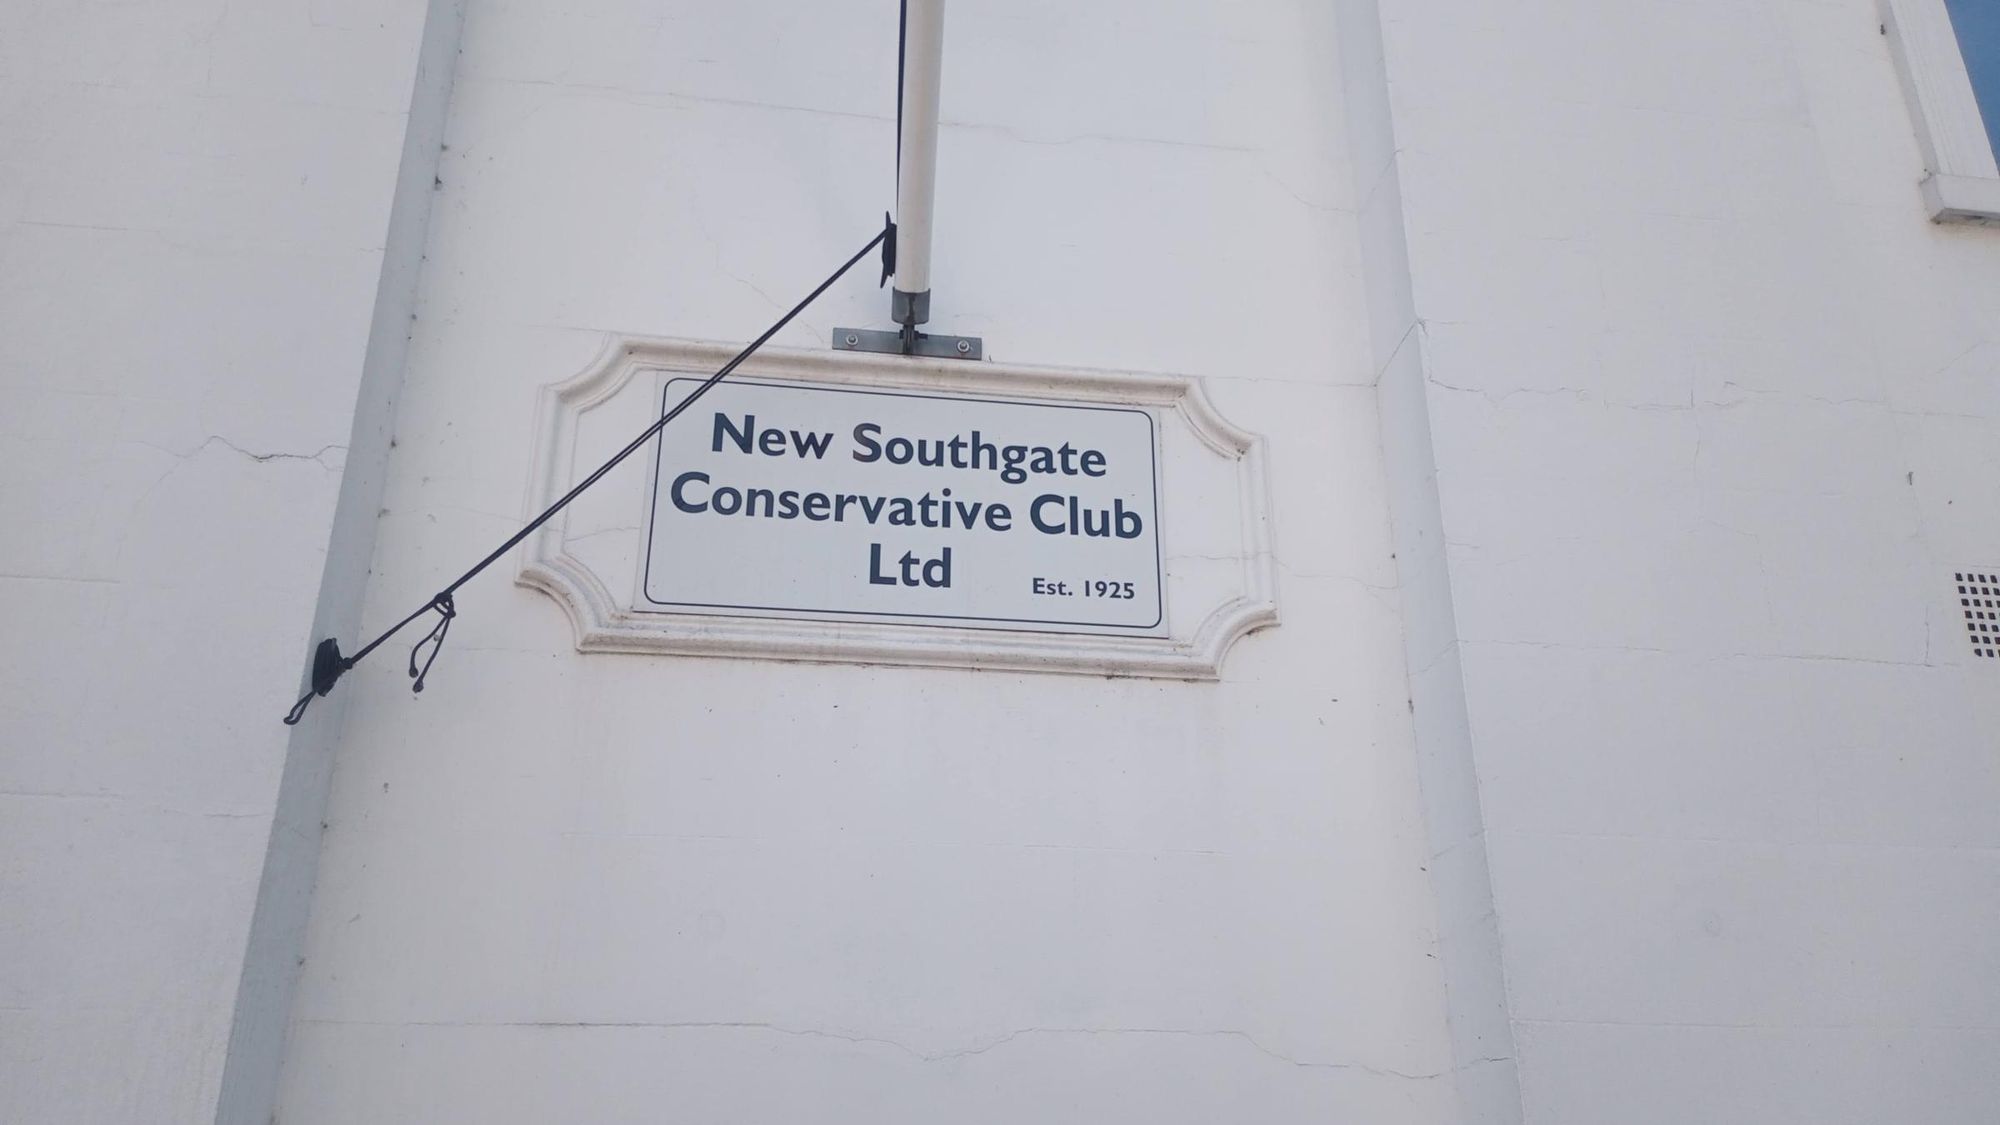 New Southgate
Conservative Club
Ltd
Est. 1925